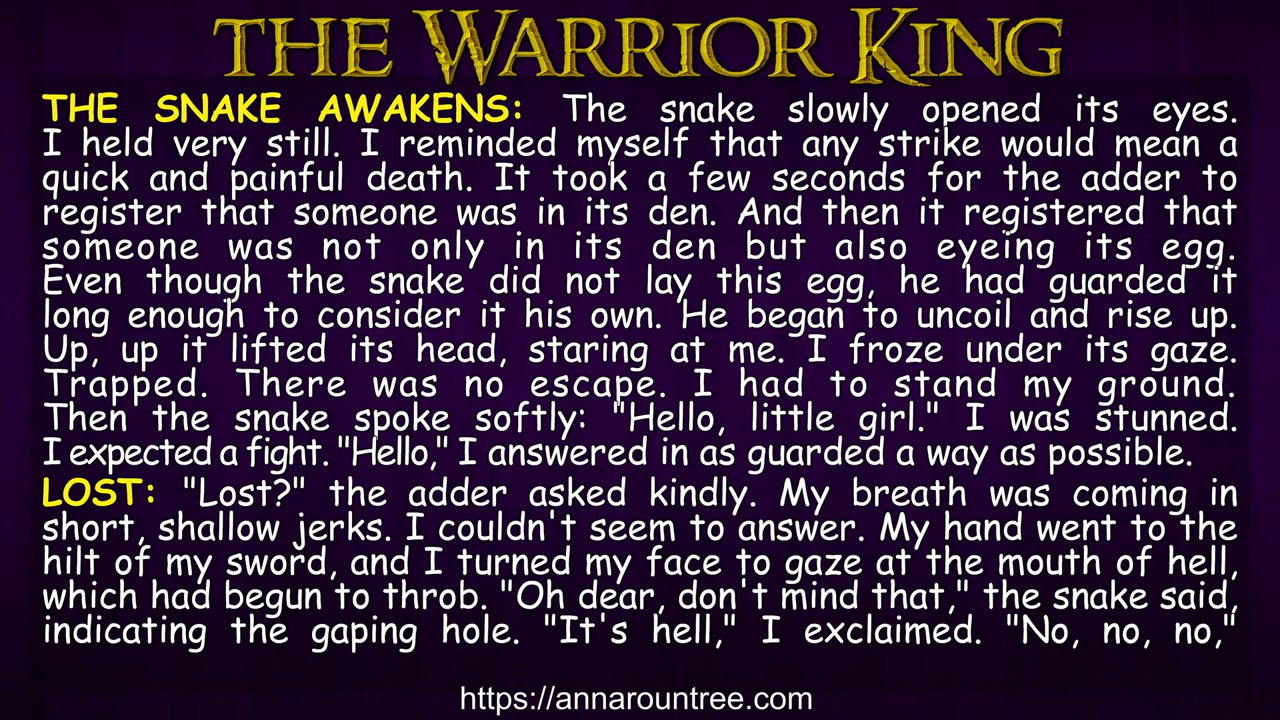 THE WARRIOR KING
THE SNAKE AWAKENS: The snake slowly opened its eyes.
I held very still. I reminded myself that any strike would mean a
quick and painful death. It took a few seconds for the adder to
register that someone was in its den. And then it registered that
someone was not only in its den but also eyeing its egg.
Even though the snake did not lay this egg, he had guarded it
long enough to consider it his own. He began to uncoil and rise up.
Up, up it lifted its head, staring at me. I froze under its gaze.
Trapped. There was no escape. I had to stand my ground.
Then the snake spoke softly: "Hello, little girl." I was stunned.
I expected a fight. "Hello," I answered in as guarded a way as possible.
LOST: "Lost?" the adder asked kindly. My breath was coming in
short, shallow jerks. I couldn't seem to answer. My hand went to the
hilt of my sword, and I turned my face to gaze at the mouth of hell,
which had begun to throb. "Oh dear, don't mind that," the snake said,
indicating the gaping hole. "It's hell," I exclaimed. "No, no, no,"
https://annarountree.com